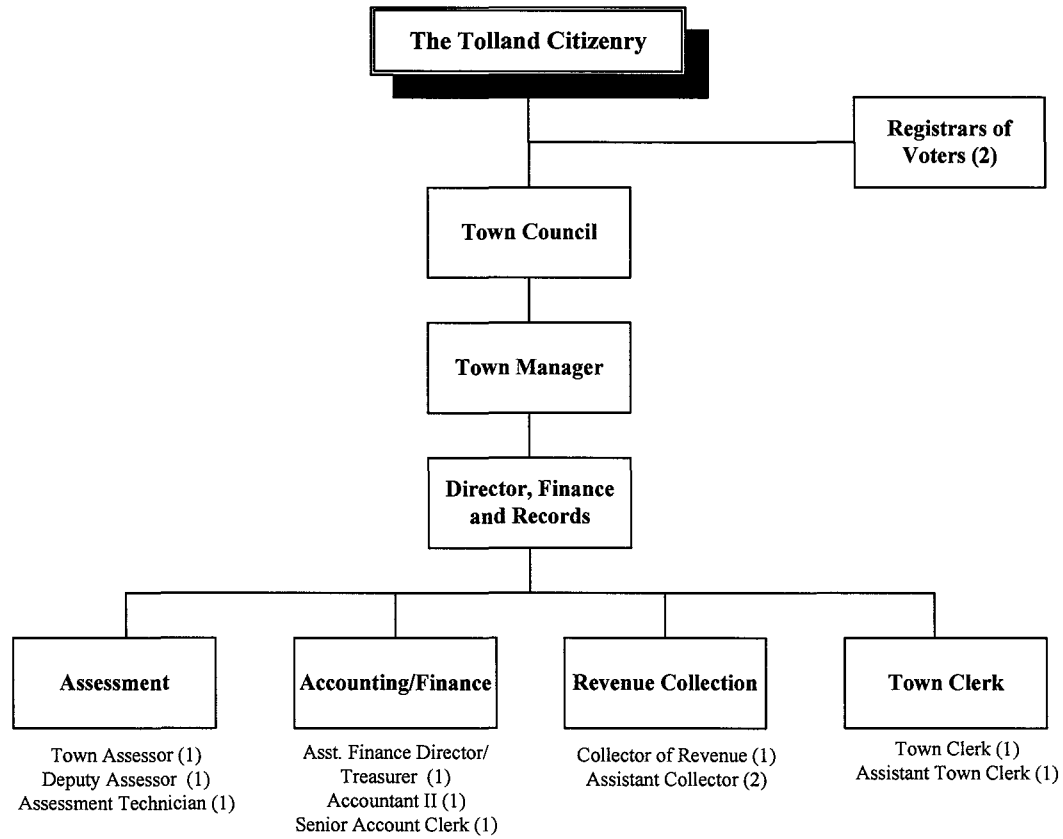 The Tolland Citizenry
Registrars of
Voters (2)
Town Council
Town Manager
Director, Finance
and Records
Assessment
Town Assessor (1)
Deputy Assessor (1)
Assessment Technician (1)
Accounting/Finance
Asst. Finance Director/
Treasurer (1)
Accountant II (1)
Senior Account Clerk (1)
Revenue Collection
Collector of Revenue (1)
Assistant Collector (2)
Town Clerk
Town Clerk (1)
Assistant Town Clerk (1)